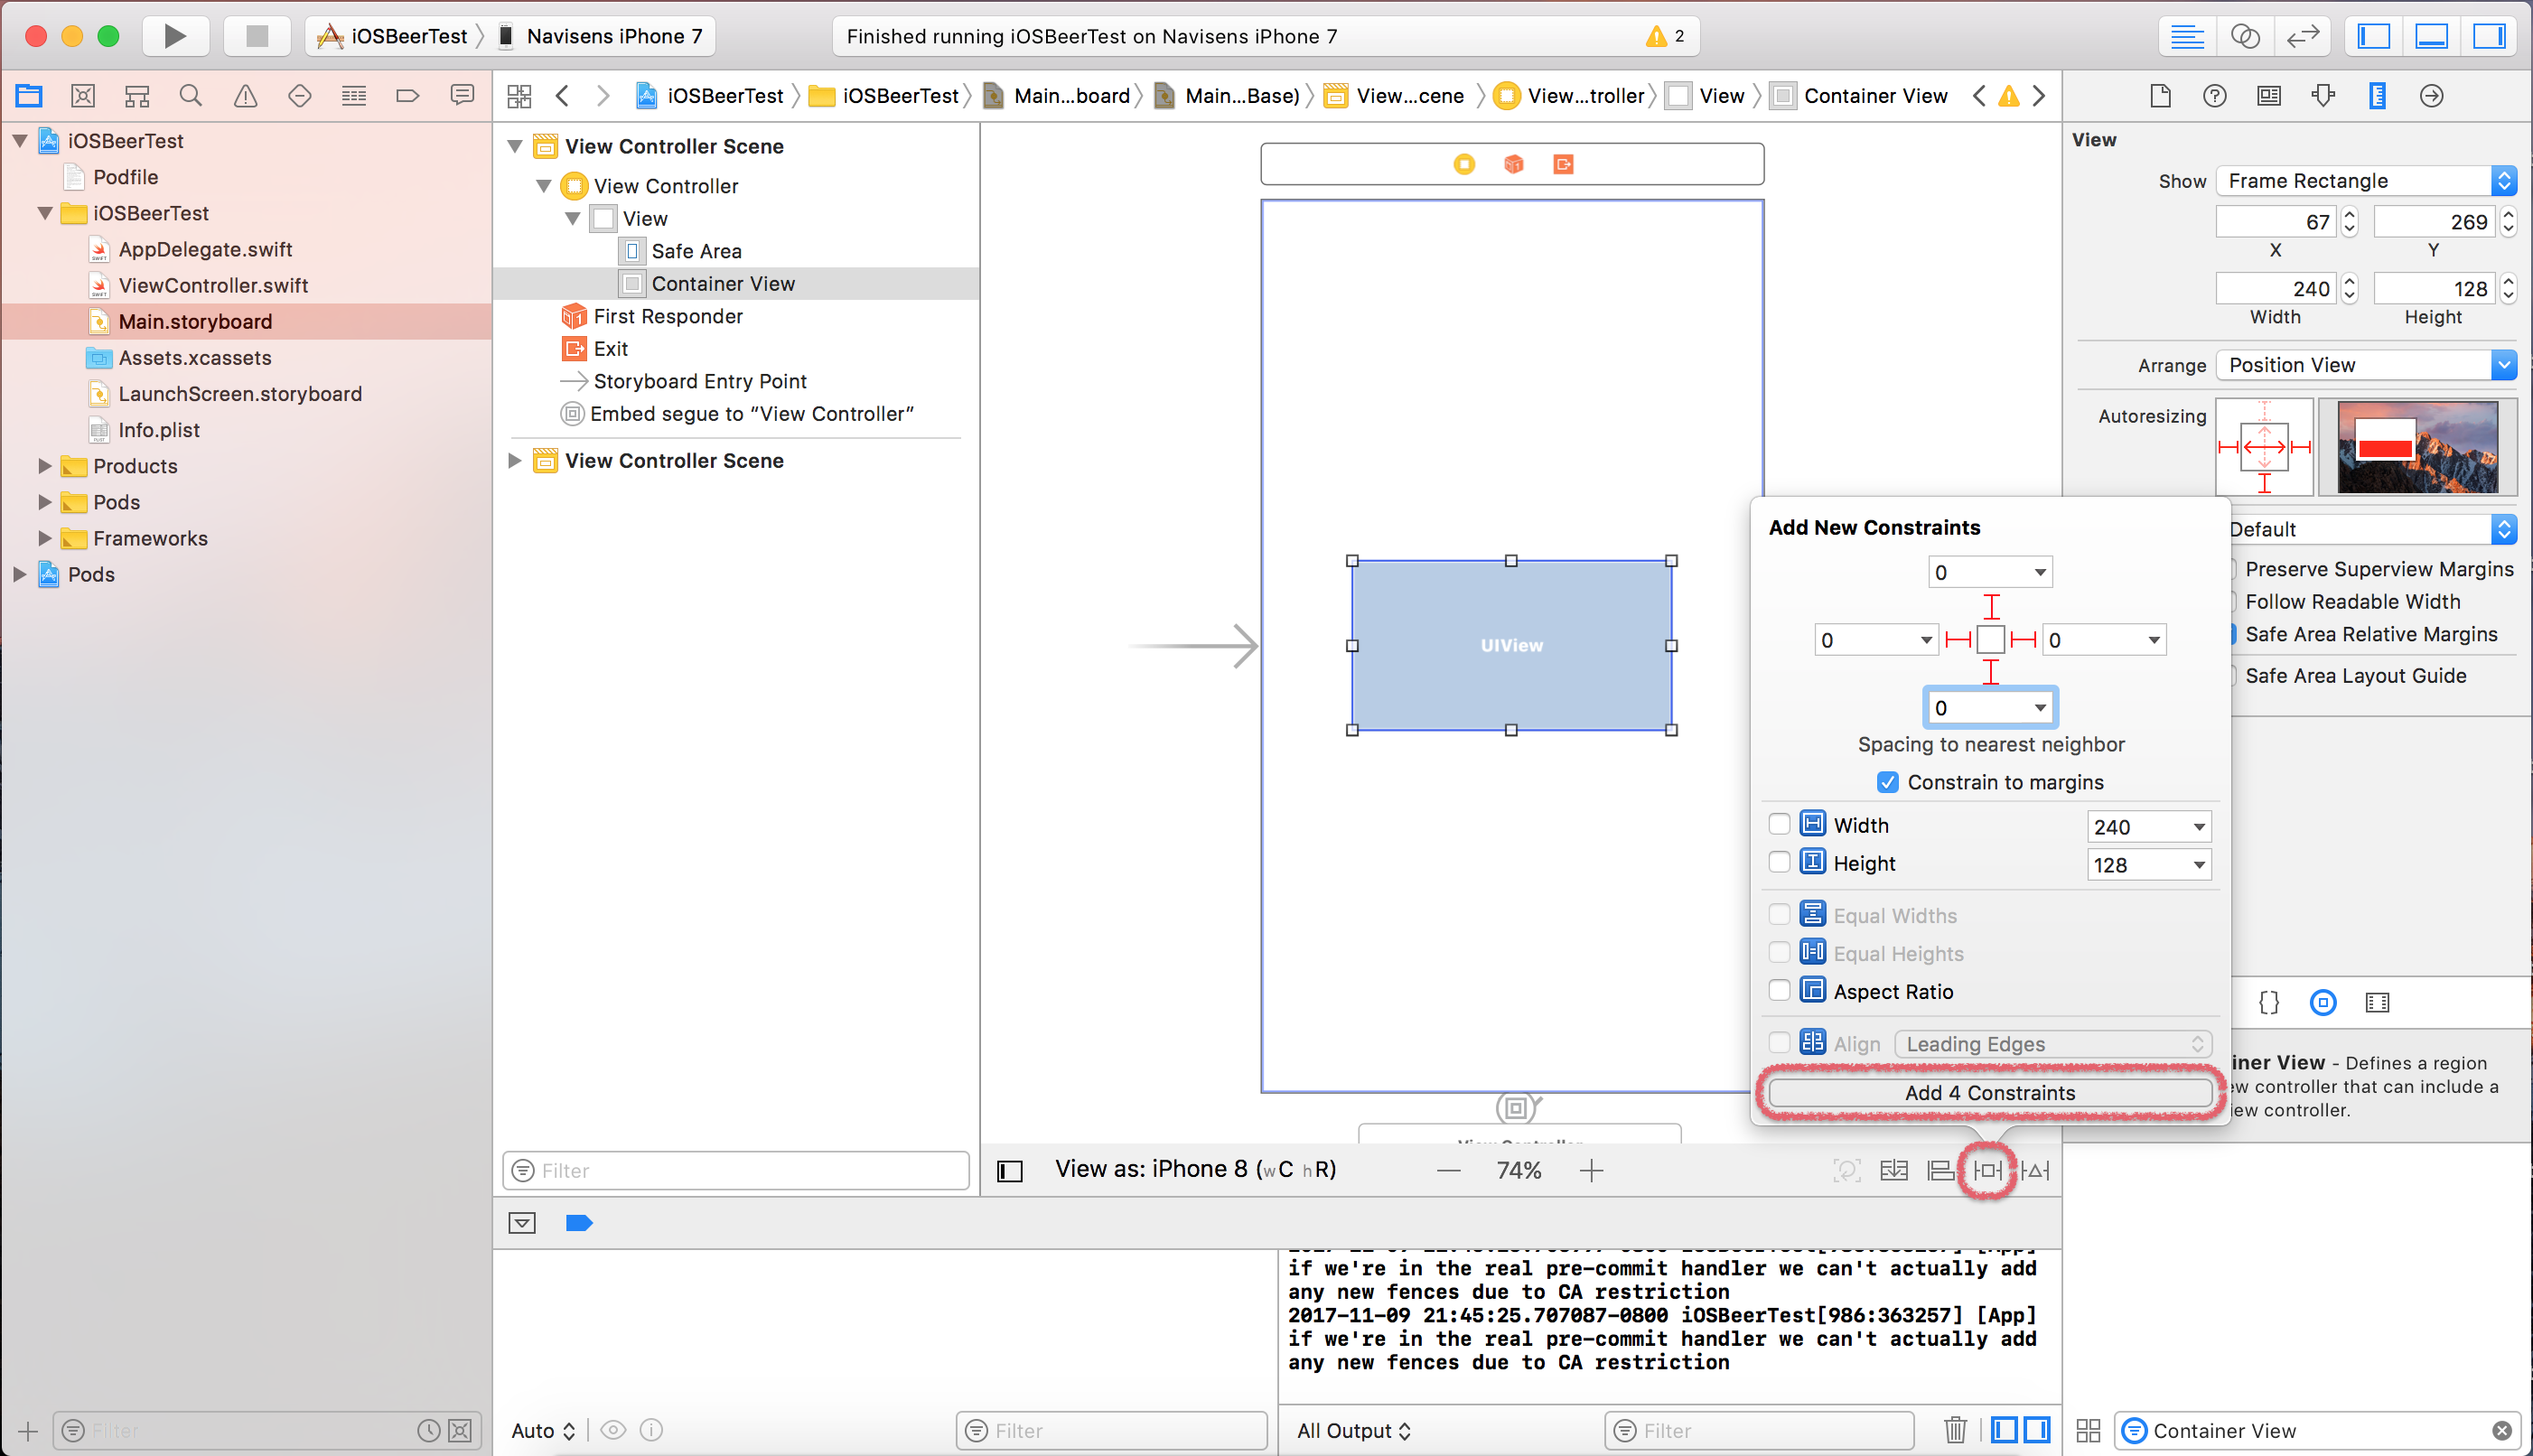 iOSBeerTest
Navisens iPhone 7
Finished running iOSBeerTest on Navisens iPhone 7
2
iOSBeerTest
iOSBeerTest
Main...board
Main...Base)
View...cene
View...troller
View
Container View
iOSBeerTest
Podfile
iOSBeerTest
AppDelegate.swift
ViewController.swift
Main.storyboard
Assets.xcassets
LaunchScreen.storyboard
Info.plist
Products
Pods
Frameworks
Pods
Filter
View Controller Scene
View Controller
View
Safe Area
Container View
First Responder
Exit
Storyboard Entry Point
Embed segue to “View Controller”
View Controller Scene
Filter
UIView
View as: iPhone 8 (wC hR)
74%
Add New Constraints
0
0
0
0
Spacing to nearest neighbor
Constrain to margins
Width
240
Height
128
Equal Widths
Equal Heights
Aspect Ratio
Align
Leading Edges
Add 4 Constraints
View
Show
Frame Rectangle
67
269
X
Y
240
128
Width
Height
Arrange
Position View
Autoresizing
Default
Preserve Superview Margins
Follow Readable Width
Safe Area Relative Margins
Safe Area Layout Guide
iner View - Defines a region
ew controller that can include a
iew controller.
if we're in the real pre-commit handler we can't actually add
any new fences due to CA restriction
2017-11-09 21:45:25.707087-0800 iOSBeerTest[986:363257] [App]
if we're in the real pre-commit handler we can't actually add
any new fences due to CA restriction
Auto
Filter
All Output
Filter
Container View